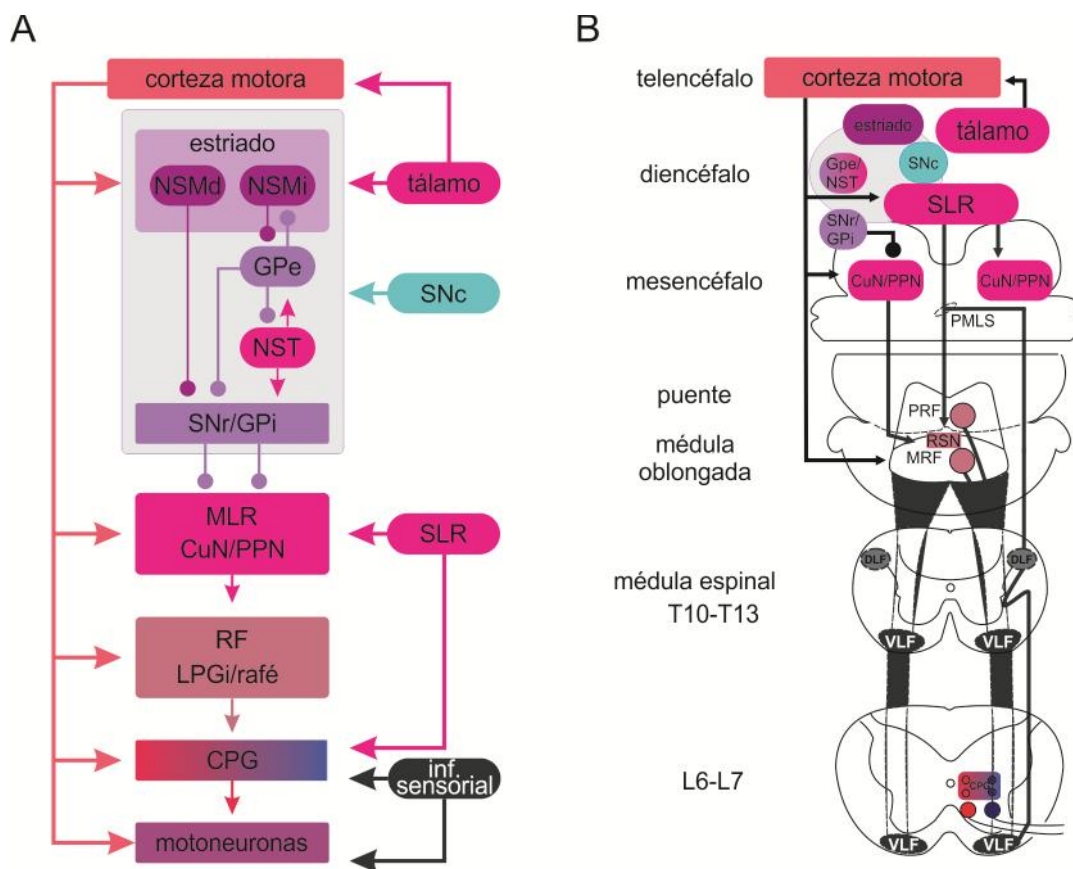 A
corteza motora
estriado
NSMd
NSMi
tálamo
GPe
SNc
NST
SNr/GPi
MLR
CuN/PPN
SLR
RF
LPGi/rafé
CPG
inf.
sensorial
motoneuronas
B
telencéfalo
corteza motora
estriado
tálamo
diencéfalo
Gpe/
NST
SNc
SLR
SNr/
GPi
mesencéfalo
CuN/PPN
CuN/PPN
PMLS
puente
PRF
médula
oblongada
RSN
MRF
DLF
DLF
médula espinal
T10-T13
VLF
VLF
L6-L7
CPG
VLF
VLF